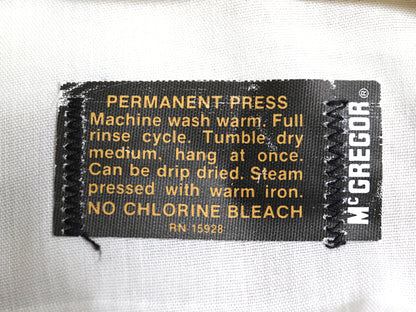 PERMANENT PRESS
Machine wash warm. Full
rinse cycle. Tumble dry
medium, hang at once.
Can be drip dried. Steam
pressed with warm iron.
NO CHLORINE BLEACH
RN 15928
McGREGOR®